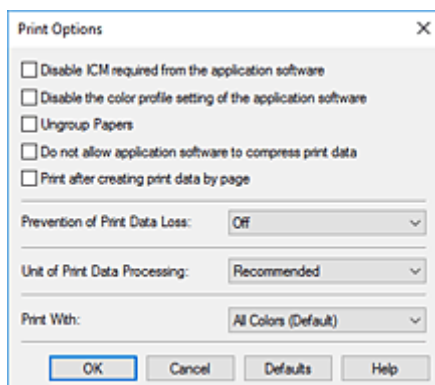 Print Options
Disable ICM required from the application software
Disable the color profile setting of the application software
Ungroup Papers
Do not allow application software to compress print data
Print after creating print data by page
Prevention of Print Data Loss: Off
Unit of Print Data Processing: Recommended
Print With: All Colors (Default)
OK Cancel Defaults Help